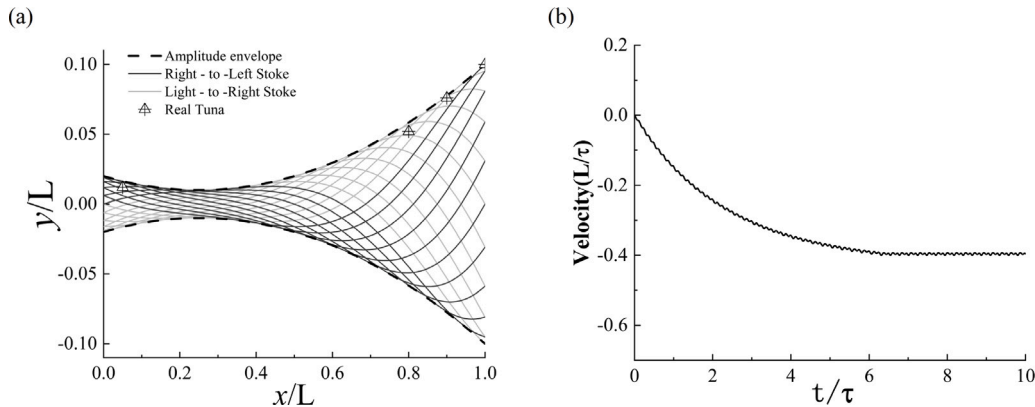 (a)
0.10
0.05
0.00
-0.05
-0.10
y/L
Amplitude envelope
Right - to -Left Stoke
Light - to -Right Stoke
Real Tuna
0.0 0.2 0.4 0.6 0.8 1.0
x/L
(b)
0.2
0.0
-0.2
-0.4
-0.6
Velocity(L/τ)
0 2 4 6 8 10
t/τ